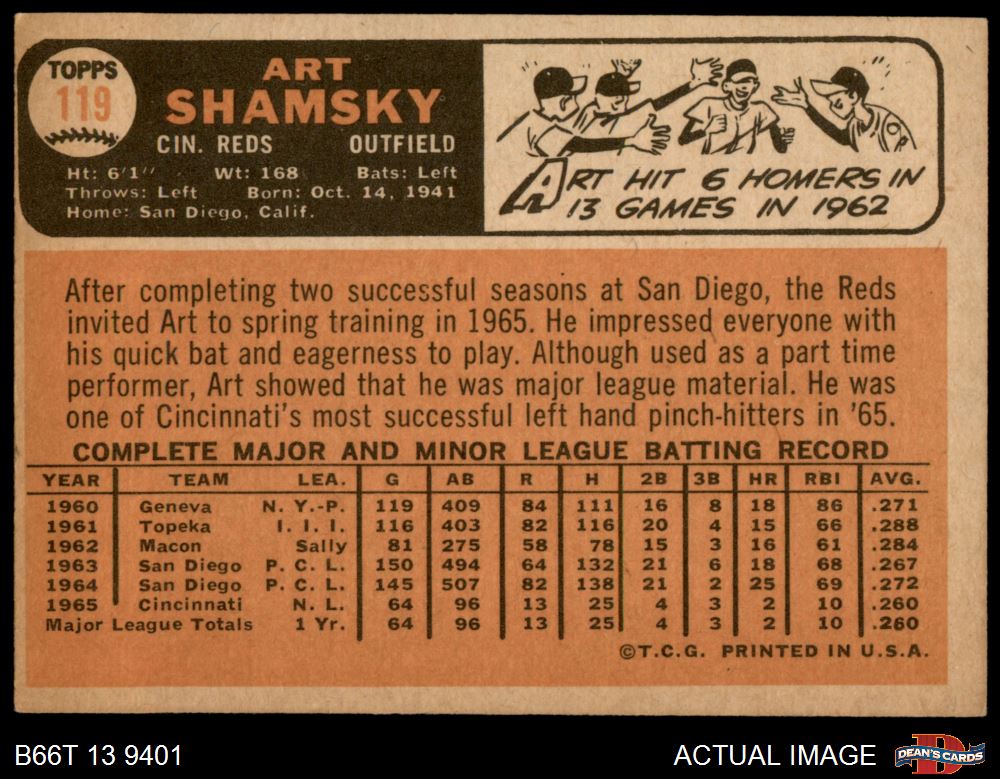 TOPPS
119
ART
SHAMSKY
CIN. REDS OUTFIELD
Ht: 6'1" Wt: 168 Bats: Left
Throws: Left Born: Oct. 14, 1941
Home: San Diego, Calif.
ART HIT 6 HOMERS IN
13 GAMES IN 1962
After completing two successful seasons at San Diego, the Reds
invited Art to spring training in 1965. He impressed everyone with
his quick bat and eagerness to play. Although used as a part time
performer, Art showed that he was major league material. He was
one of Cincinnati's most successful left hand pinch-hitters in '65.
COMPLETE MAJOR AND MINOR LEAGUE BATTING RECORD
YEAR TEAM LEA. G AB R H 2B 3B HR RBI AVG.
1960 Geneva N. Y.-P. 119 409 84 111 16 8 18 86 .271
1961 Topeka I. I. I. 116 403 82 116 20 4 15 66 .288
1962 Macon Sally 81 275 58 78 15 3 16 61 .284
1963 San Diego P. C. L. 150 494 64 132 21 6 18 68 .267
1964 San Diego P. C. L. 145 507 82 138 21 2 25 69 .272
1965 Cincinnati N. L. 64 96 13 25 4 3 2 10 .260
Major League Totals 1 Yr. 64 96 13 25 4 3 2 10 .260
©T.C.G. PRINTED IN U.S.A.
B66T 13 9401 ACTUAL IMAGE DEAN'S CARDS